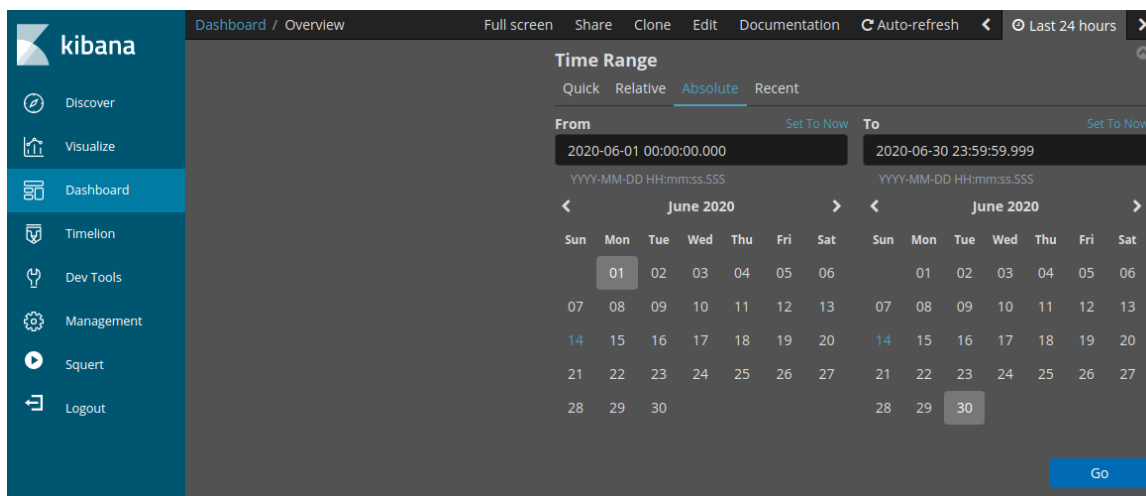 kibana
Discover
Visualize
Dashboard
Timelion
Dev Tools
Management
Squert
Logout
Dashboard / Overview Full screen Share Clone Edit Documentation Auto-refresh Last 24 hours
Time Range
Quick Relative Absolute Recent
From Set To Now To Set To Now
2020-06-01 00:00:00.000 2020-06-30 23:59:59.999
YYYY-MM-DD HH:mm:ss.SSS YYYY-MM-DD HH:mm:ss.SSS
June 2020 June 2020
Sun Mon Tue Wed Thu Fri Sat Sun Mon Tue Wed Thu Fri Sat
01 02 03 04 05 06 01 02 03 04 05 06
07 08 09 10 11 12 13 07 08 09 10 11 12 13
14 15 16 17 18 19 20 14 15 16 17 18 19 20
21 22 23 24 25 26 27 21 22 23 24 25 26 27
28 29 30 28 29 30
Go